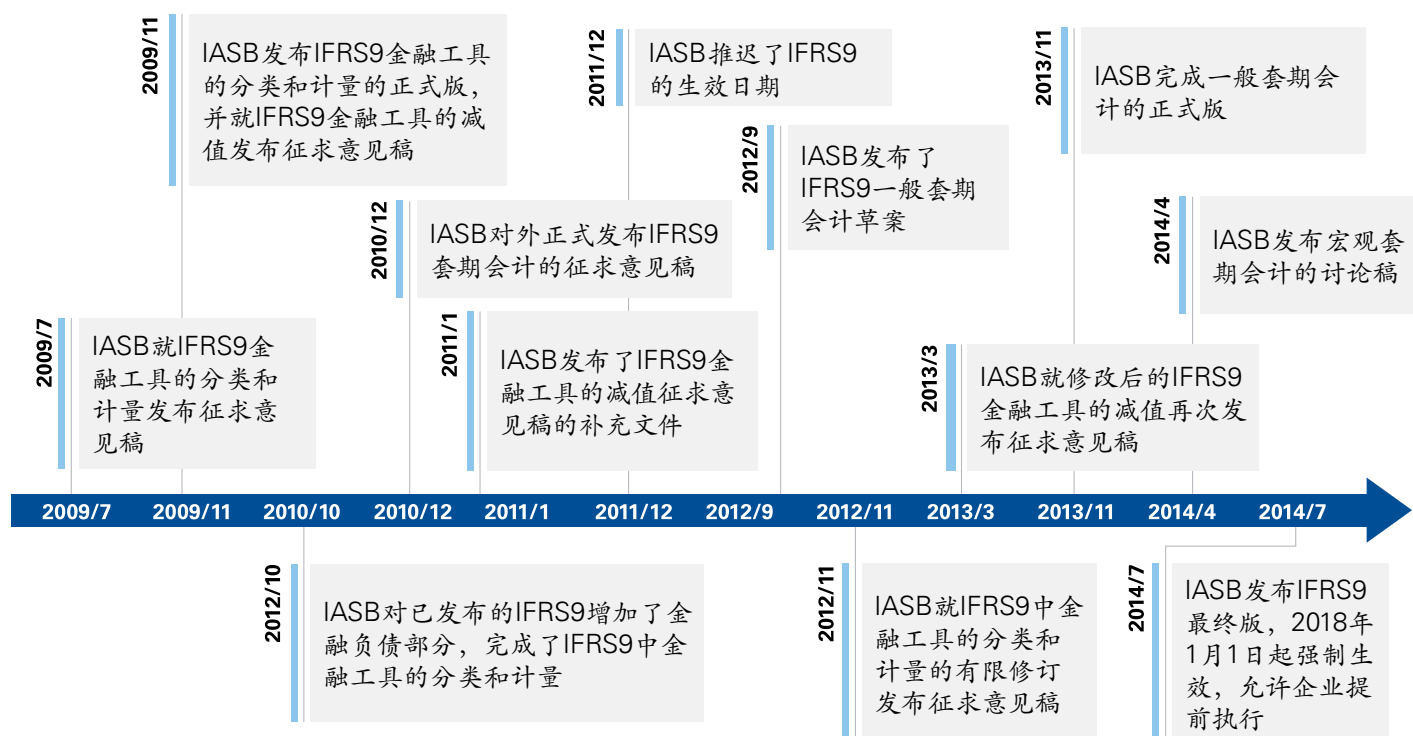 2009/11
IASB发布IFRS9金融工具
的分类和计量的正式版，
并就IFRS9金融工具的减
值发布征求意见稿
2011/12
IASB推迟了IFRS9
的生效日期
2013/11
IASB完成一般套期会
计的正式版
2012/9
IASB发布了
IFRS9一般套期
会计草案
2010/12
IASB对外正式发布IFRS9
套期会计的征求意见稿
2014/4
IASB发布宏观套
期会计的讨论稿
2009/7
IASB就IFRS9金
融工具的分类和
计量发布征求意
见稿
2011/1
IASB发布了IFRS9金
融工具的减值征求意
见稿的补充文件
2013/3
IASB就修改后的IFRS9
金融工具的减值再次发
布征求意见稿
2009/7 2009/11 2010/10 2010/12 2011/1 2011/12 2012/9 2012/11 2013/3 2013/11 2014/4 2014/7
2012/10
IASB对已发布的IFRS9增加了金
融负债部分，完成了IFRS9中金
融工具的分类和计量
2012/11
IASB就IFRS9中金
融工具的分类和
计量的有限修订
发布征求意见稿
2014/7
IASB发布IFRS9
最终版，2018年
1月1日起强制生
效，允许企业提
前执行